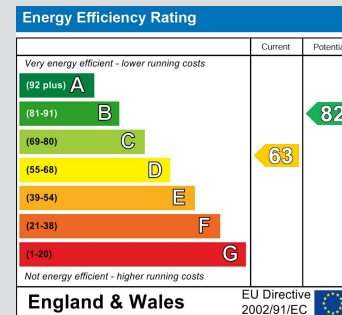 Energy Efficiency Rating
Current
Very energy efficient - lower running costs
(92 plus) A
(81-91) B
82
(69-80) C
63
(55-68) D
(39-54) E
(21-38) F
(1-20) G
Not energy efficient - higher running costs
England & Wales
EU Directive
2002/91/EC